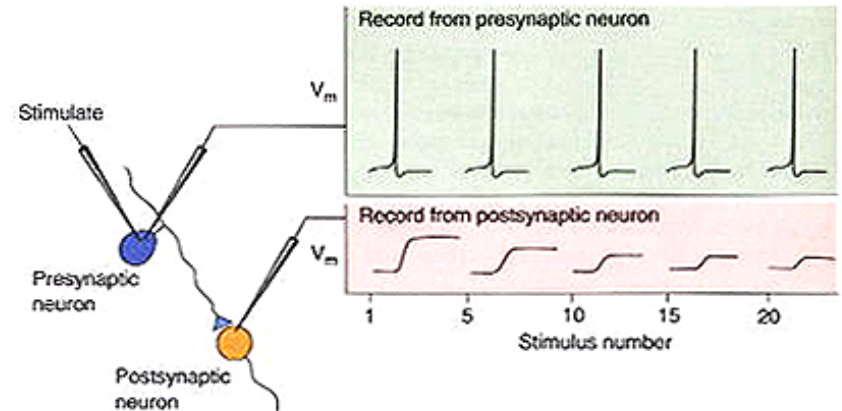 Record from presynaptic neuron
Vm
Stimulate
Record from postsynaptic neuron
Vm
Presynaptic
neuron
1 5 10 15 20
Stimulus number
Postsynaptic
neuron